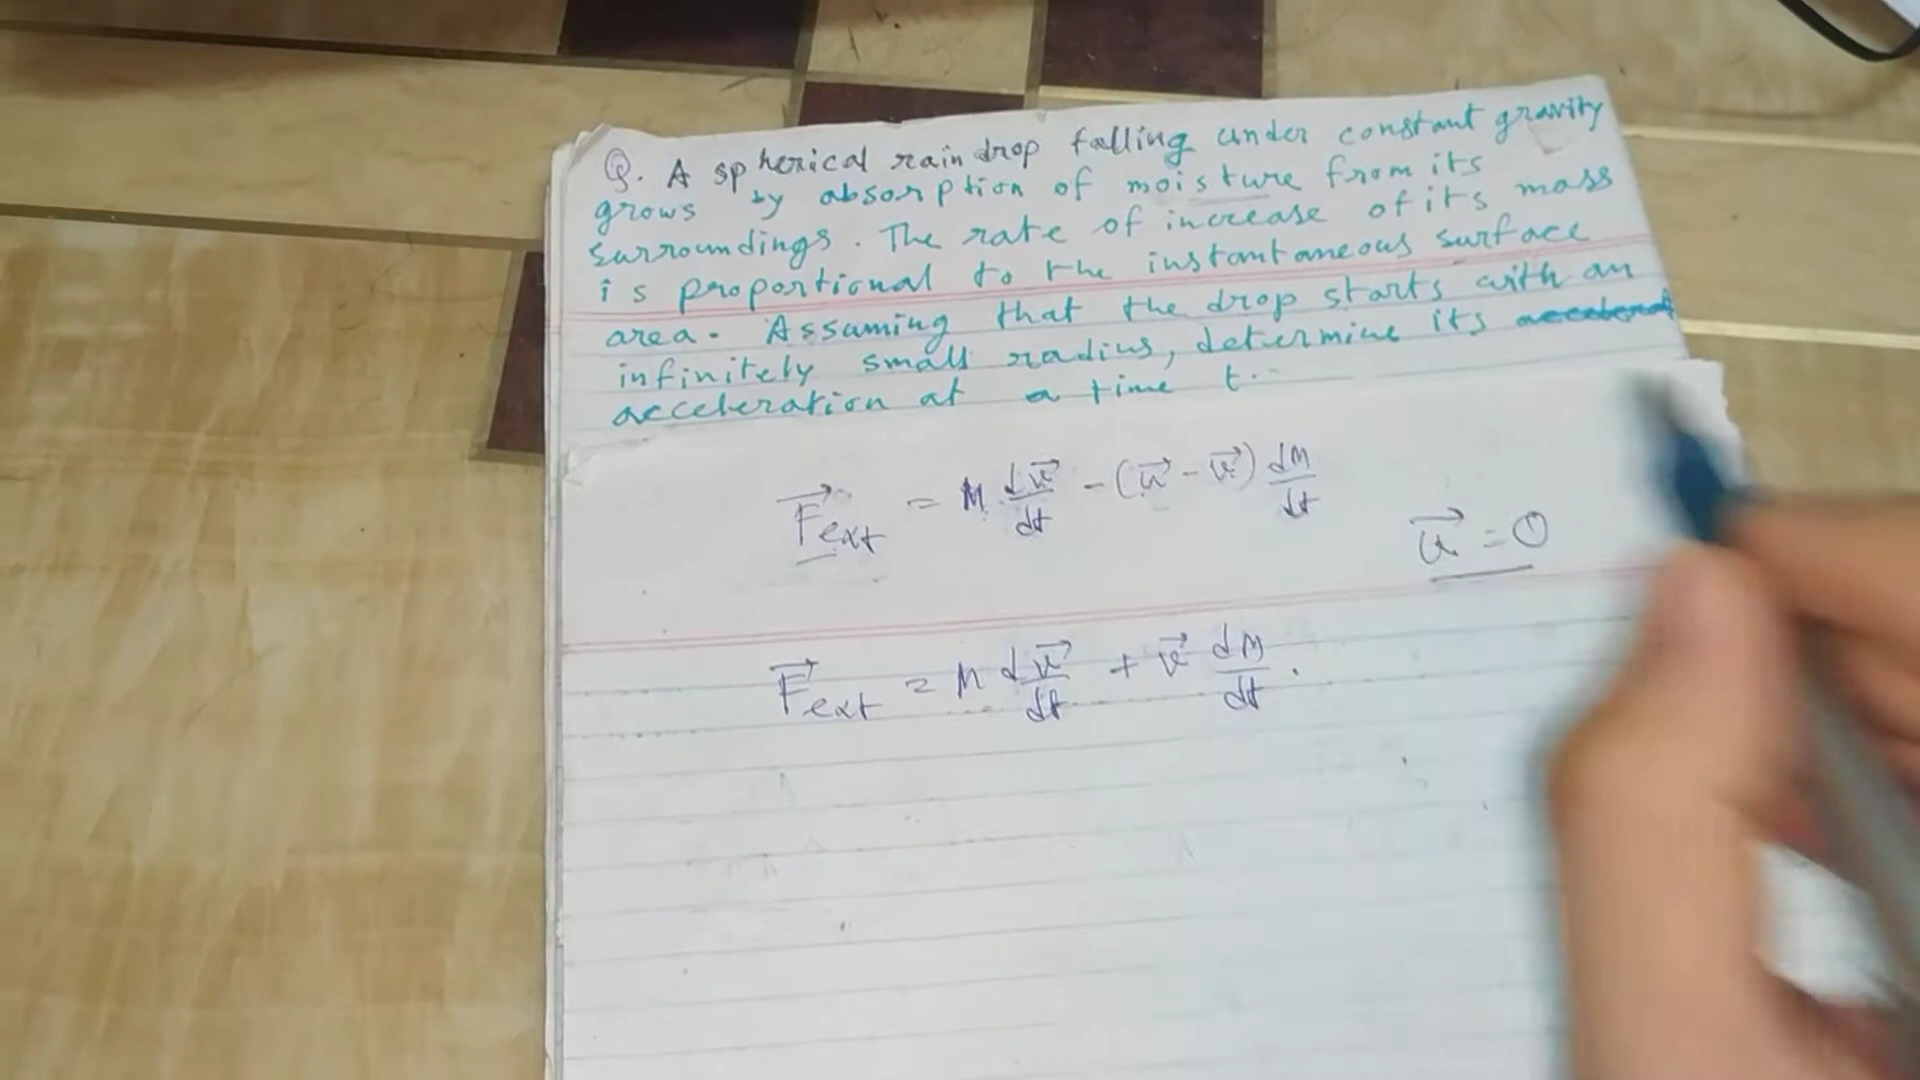 Q. A spherical raindrop falling under constant gravity
grows by absorption of moisture from its
surroundings. The rate of increase of its mass
is proportional to the instantaneous surface
area. Assuming that the drop starts with an
infinitely small radius, determine its
acceleration at a time t.
F⃗ext = M dv⃗/dt - (u⃗ - v⃗) dM/dt
u⃗ = 0
F⃗ext = M dv⃗/dt + v⃗ dM/dt.